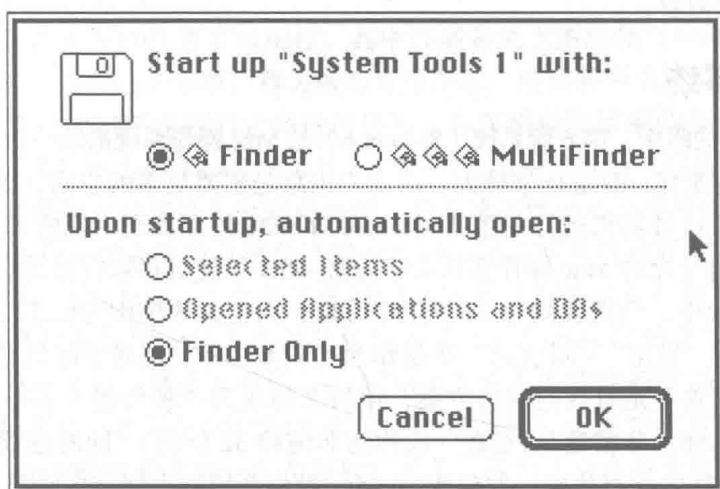 Start up "System Tools 1" with:
Finder MultiFinder
Upon startup, automatically open:
Selected Items
Opened Applications and DAs
Finder Only
Cancel OK